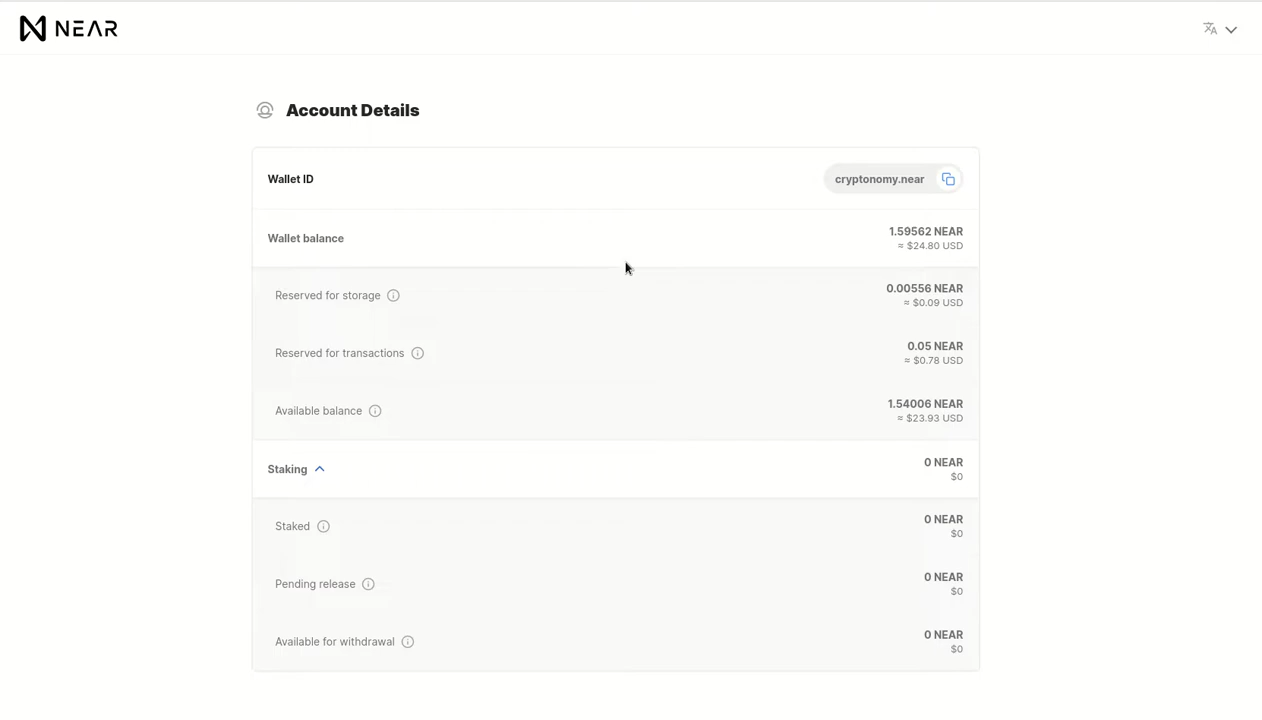 NEAR
Account Details
Wallet ID
cryptonomy.near
Wallet balance
1.59562 NEAR
≈ $24.80 USD
Reserved for storage
0.00556 NEAR
≈ $0.09 USD
Reserved for transactions
0.05 NEAR
≈ $0.78 USD
Available balance
1.54006 NEAR
≈ $23.93 USD
Staking
0 NEAR
$0
Staked
0 NEAR
$0
Pending release
0 NEAR
$0
Available for withdrawal
0 NEAR
$0